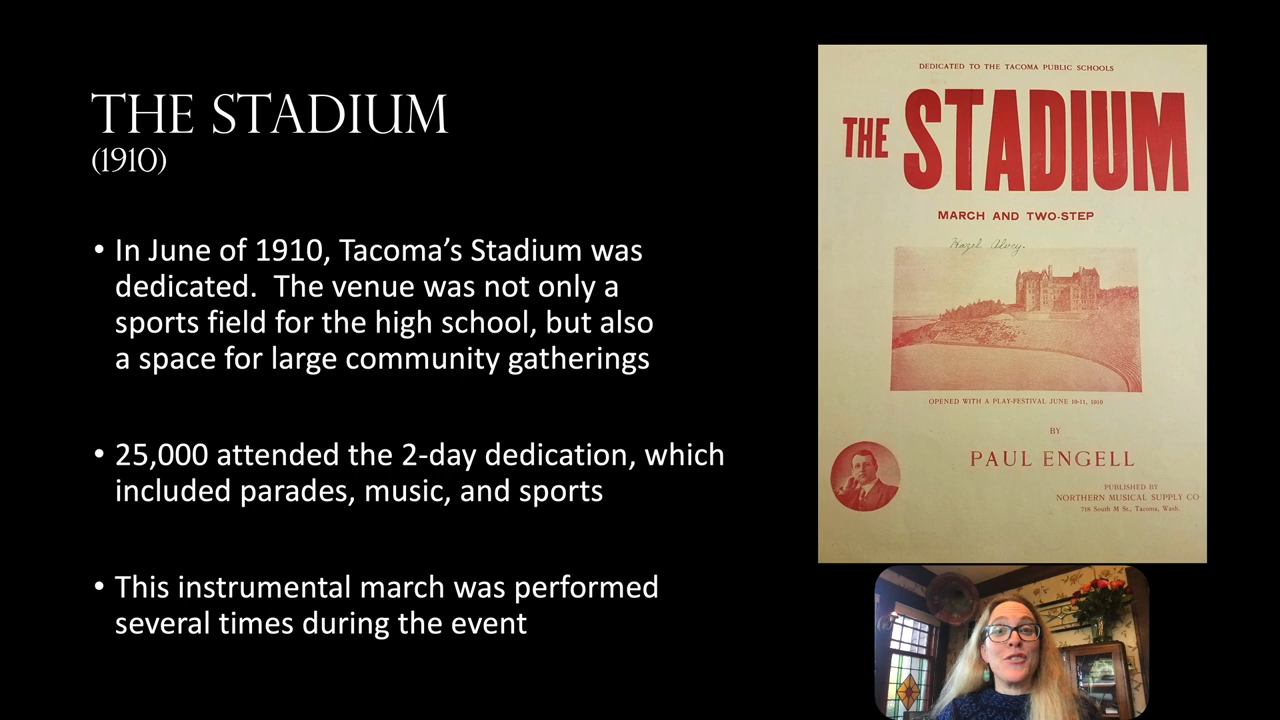 THE STADIUM
(1910)
• In June of 1910, Tacoma’s Stadium was
dedicated.  The venue was not only a
sports field for the high school, but also
a space for large community gatherings
• 25,000 attended the 2-day dedication, which
included parades, music, and sports
• This instrumental march was performed
several times during the event
DEDICATED TO THE TACOMA PUBLIC SCHOOLS
THE STADIUM
MARCH AND TWO-STEP
Hazel Alvey.
OPENED WITH A PLAY-FESTIVAL JUNE 10-11, 1910
BY
PAUL ENGELL
PUBLISHED BY
NORTHERN MUSICAL SUPPLY CO
718 South M St., Tacoma, Wash.